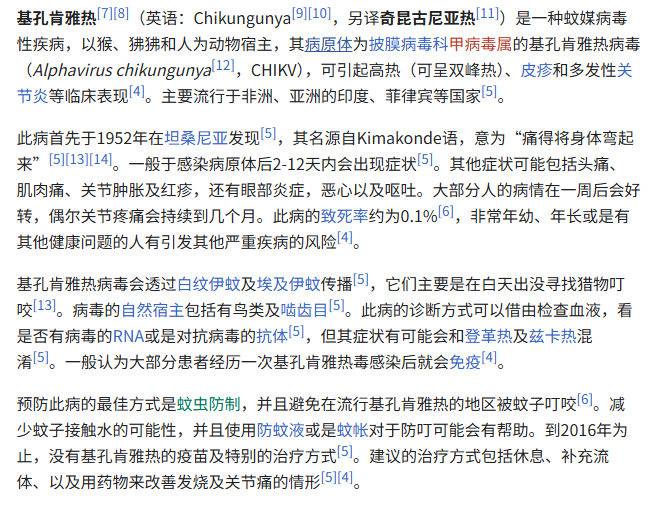 基孔肯雅热[7][8]（英语：Chikungunya[9][10]，另译奇昆古尼亚热[11]）是一种蚊媒病毒
性疾病，以猴、狒狒和人为动物宿主，其病原体为披膜病毒科甲病毒属的基孔肯雅热病毒
（Alphavirus chikungunya[12]，CHIKV），可引起高热（可呈双峰热）、皮疹和多发性关
节炎等临床表现[4]。主要流行于非洲、亚洲的印度、菲律宾等国家[5]。
此病首先于1952年在坦桑尼亚发现[5]，其名源自Kimakonde语，意为“痛得将身体弯起
来”[5][13][14]。一般于感染病原体后2-12天内会出现症状[5]。其他症状可能包括头痛、
肌肉痛、关节肿胀及红疹，还有眼部炎症，恶心以及呕吐。大部分人的病情在一周后会好
转，偶尔关节疼痛会持续到几个月。此病的致死率约为0.1%[6]，非常年幼、年长或是有
其他健康问题的人有引发其他严重疾病的风险[4]。
基孔肯雅热病毒会透过白纹伊蚊及埃及伊蚊传播[5]，它们主要是在白天出没寻找猎物叮
咬[13]。病毒的自然宿主包括有鸟类及啮齿目[5]。此病的诊断方式可以借由检查血液，看
是否有病毒的RNA或是对抗病毒的抗体[5]，但其症状有可能会和登革热及兹卡热混
淆[5]。一般认为大部分患者经历一次基孔肯雅热毒感染后就会免疫[4]。
预防此病的最佳方式是蚊虫防制，并且避免在流行基孔肯雅热的地区被蚊子叮咬[6]。减
少蚊子接触水的可能性，并且使用防蚊液或是蚊帐对于防叮可能会有帮助。到2016年为
止，没有基孔肯雅热的疫苗及特别的治疗方式[5]。建议的治疗方式包括休息、补充流
体、以及用药物来改善发烧及关节痛的情形[5][4]。